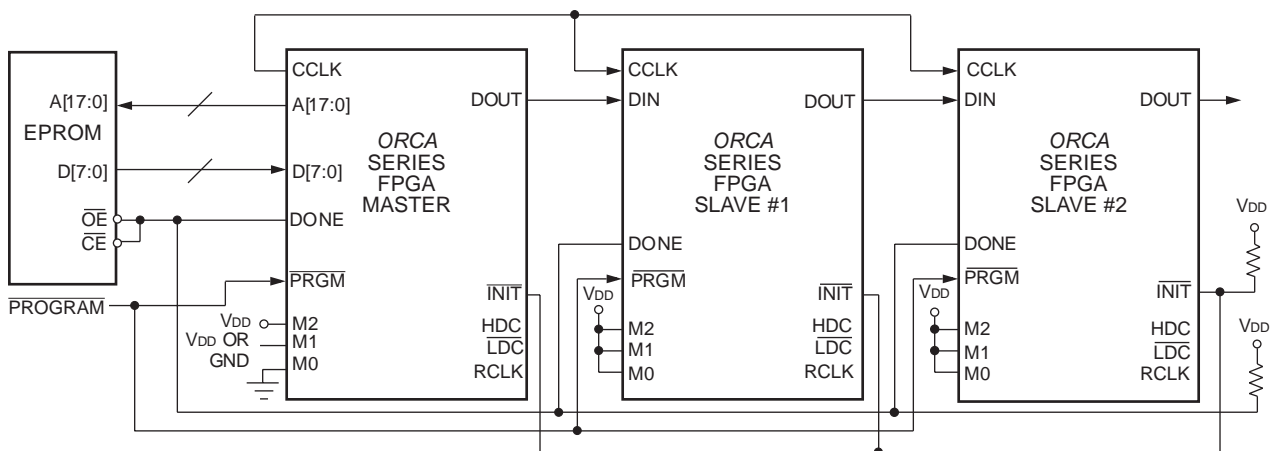 A[17:0]
EPROM
D[7:0]
OE
CE
PROGRAM
CCLK
A[17:0]
DOUT
ORCA
SERIES
FPGA
MASTER
D[7:0]
DONE
PRGM
INIT
VDD
M2
HDC
VDD OR
GND
M1
LDC
M0
RCLK
CCLK
DIN
DOUT
ORCA
SERIES
FPGA
SLAVE #1
DONE
PRGM
VDD
INIT
M2
HDC
M1
LDC
M0
RCLK
CCLK
DIN
DOUT
ORCA
SERIES
FPGA
SLAVE #2
DONE
PRGM
VDD
INIT
M2
HDC
M1
LDC
M0
RCLK
VDD
VDD